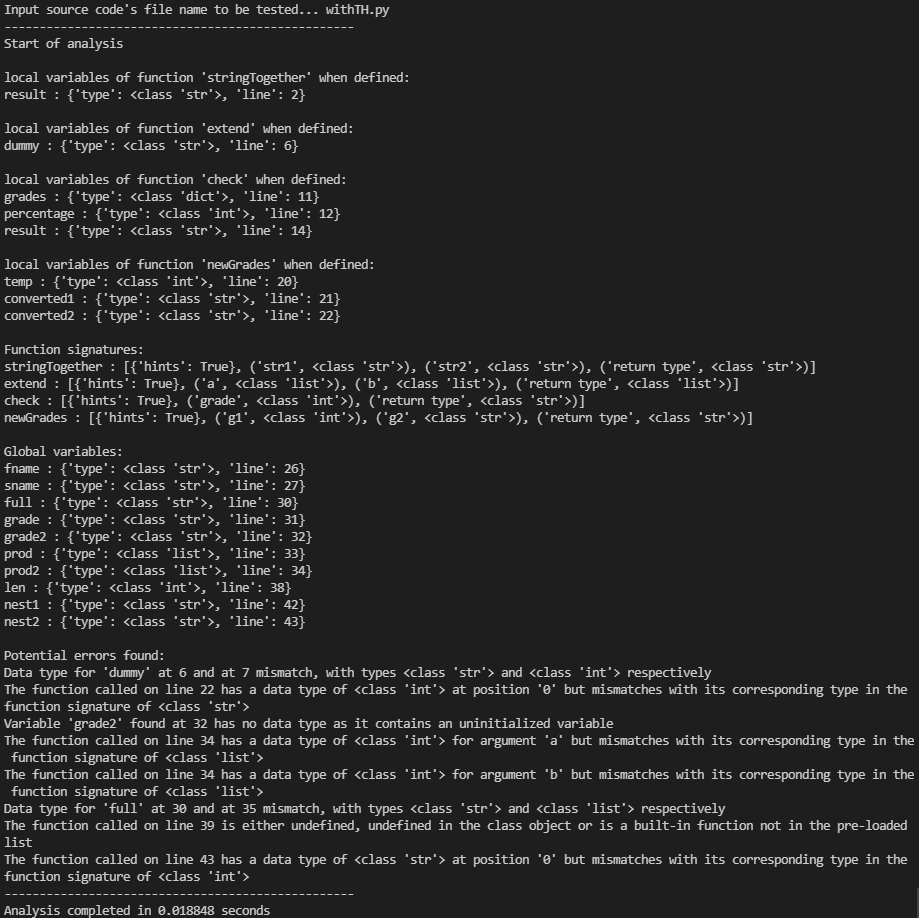 Input source code's file name to be tested... withTH.py
--------------------------------------------------
Start of analysis
local variables of function 'stringTogether' when defined:
result : {'type': <class 'str'>, 'line': 2}
local variables of function 'extend' when defined:
dummy : {'type': <class 'str'>, 'line': 6}
local variables of function 'check' when defined:
grades : {'type': <class 'dict'>, 'line': 11}
percentage : {'type': <class 'int'>, 'line': 12}
result : {'type': <class 'str'>, 'line': 14}
local variables of function 'newGrades' when defined:
temp : {'type': <class 'int'>, 'line': 20}
converted1 : {'type': <class 'str'>, 'line': 21}
converted2 : {'type': <class 'str'>, 'line': 22}
Function signatures:
stringTogether : [{'hints': True}, ('str1', <class 'str'>), ('str2', <class 'str'>), ('return type', <class 'str'>)]
extend : [{'hints': True}, ('a', <class 'list'>), ('b', <class 'list'>), ('return type', <class 'list'>)]
check : [{'hints': True}, ('grade', <class 'int'>), ('return type', <class 'str'>)]
newGrades : [{'hints': True}, ('g1', <class 'int'>), ('g2', <class 'str'>), ('return type', <class 'str'>)]
Global variables:
fname : {'type': <class 'str'>, 'line': 26}
sname : {'type': <class 'str'>, 'line': 27}
full : {'type': <class 'str'>, 'line': 30}
grade : {'type': <class 'str'>, 'line': 31}
grade2 : {'type': <class 'str'>, 'line': 32}
prod : {'type': <class 'list'>, 'line': 33}
prod2 : {'type': <class 'list'>, 'line': 34}
len : {'type': <class 'int'>, 'line': 38}
nest1 : {'type': <class 'str'>, 'line': 42}
nest2 : {'type': <class 'str'>, 'line': 43}
Potential errors found:
Data type for 'dummy' at 6 and at 7 mismatch, with types <class 'str'> and <class 'int'> respectively
The function called on line 22 has a data type of <class 'int'> at position '0' but mismatches with its corresponding type in the
function signature of <class 'str'>
Variable 'grade2' found at 32 has no data type as it contains an uninitialized variable
The function called on line 34 has a data type of <class 'int'> for argument 'a' but mismatches with its corresponding type in the
function signature of <class 'list'>
The function called on line 34 has a data type of <class 'int'> for argument 'b' but mismatches with its corresponding type in the
function signature of <class 'list'>
Data type for 'full' at 30 and at 35 mismatch, with types <class 'str'> and <class 'list'> respectively
The function called on line 39 is either undefined, undefined in the class object or is a built-in function not in the pre-loaded
list
The function called on line 43 has a data type of <class 'str'> at position '0' but mismatches with its corresponding type in the
function signature of <class 'int'>
--------------------------------------------------
Analysis completed in 0.018848 seconds